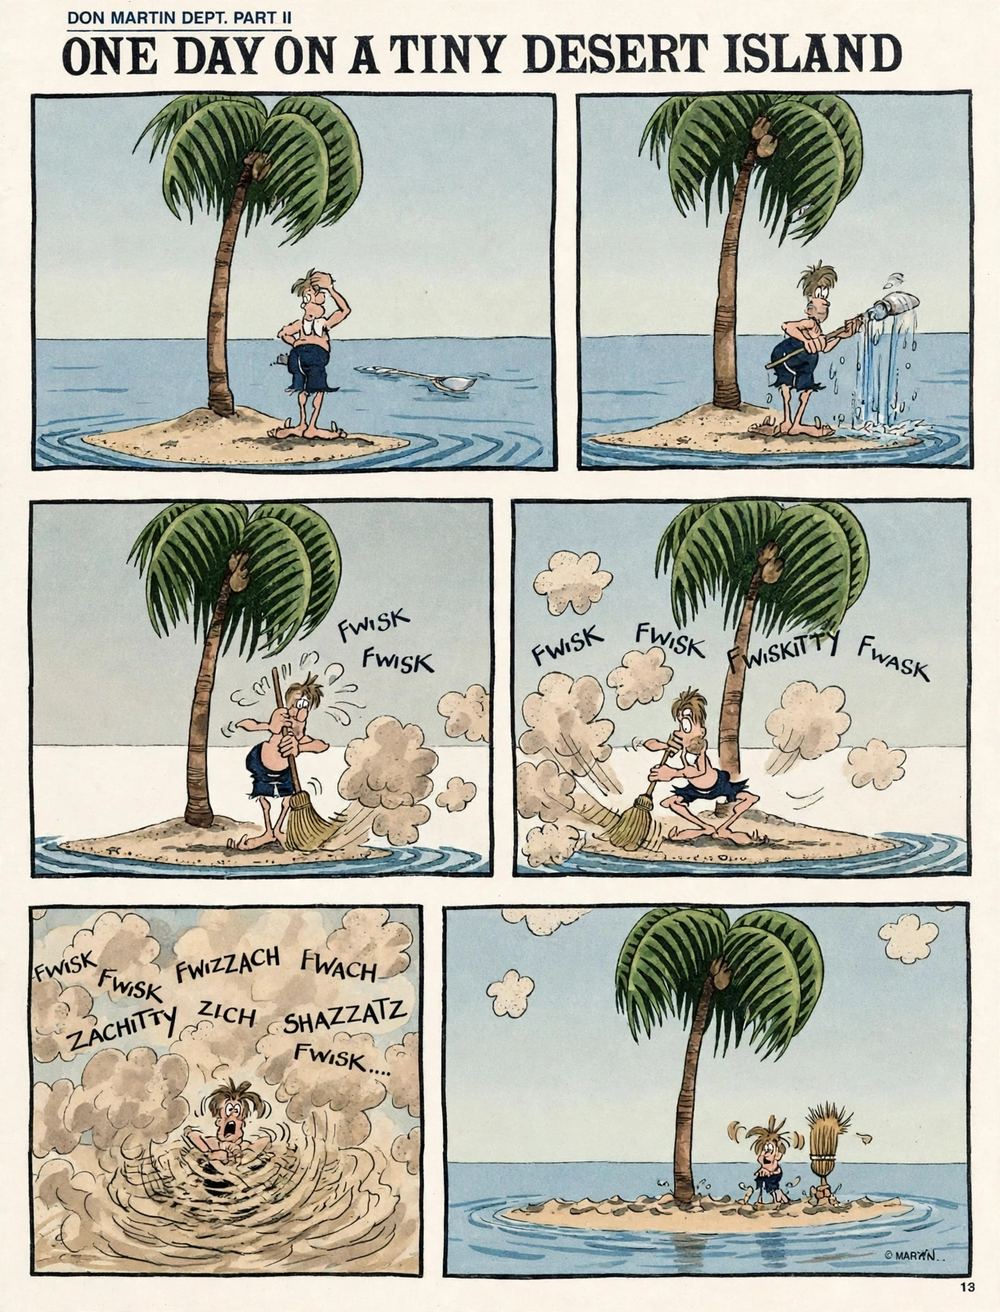 DON MARTIN DEPT. PART II
ONE DAY ON A TINY DESERT ISLAND
FWISK
FWISK
FWISK
FWISK
FWISKITTY
FWASK
FWISK
FWISK
FWIZZACH
FWACH
ZACHITTY
ZICH
SHAZZATZ
FWISK....
13